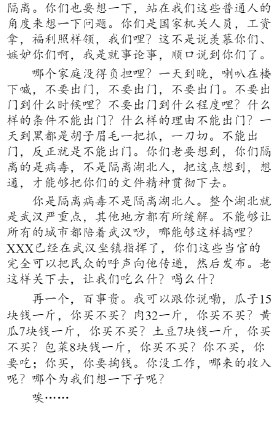 隔离。你们也要想一下，站在我们这些普通人的
角度来想一下问题。你们是国家机关人员，工资
拿，福利照样领，我们哩？这不是说羡慕你们、
嫉妒你们啊，我是就事论事，顺口说到你们了。
哪个家庭没得负担哩？一天到晚，喇叭在楼
下喊，不要出门，不要出门，不要出门。不要出
门到什么时候哩？不要出门到什么程度哩？什么
样的条件不能出门？什么样的理由不能出门？一
天到黑都是胡子眉毛一把抓，一刀切。不能出
门，反正就是不能出门。你们老要想到，你们隔
离的是病毒，不是隔离湖北人，把这点想到，想
通，才能够把你们的文件精神贯彻下去。
你是隔离病毒不是隔离湖北人。整个湖北就
是武汉严重点，其他地方都有所缓解。不能够让
所有的城市都陪着武汉吵，哪能够这样搞哩？
XXX已经在武汉坐镇指挥了，你们这些当官的
完全可以把民众的呼声向他传递，然后发布。老
这样关下去，让我们吃么什？喝么什？
再一个，百事贵。我可以跟你说嘞，瓜子15
块钱一斤，你买不买？肉32一斤，你买不买？黄
瓜7块钱一斤，你买不买？土豆7块钱一斤，你买
不买？包菜8块钱一斤，你买不买？你不买，你
要吃；你买，你要掏钱。你没工作，哪来的收入
呢？哪个为我们想一下子呢？
唉……